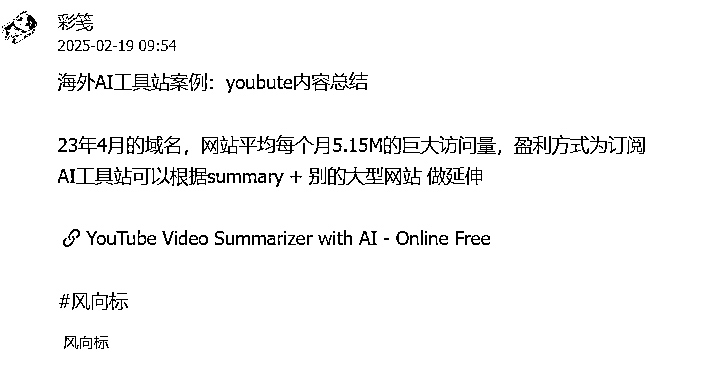 彩笺
2025-02-19 09:54
海外AI工具站案例：youbute内容总结
23年4月的域名，网站平均每个月5.15M的巨大访问量，盈利方式为订阅
AI工具站可以根据summary + 别的大型网站 做延伸
YouTube Video Summarizer with AI - Online Free
#风向标
风向标